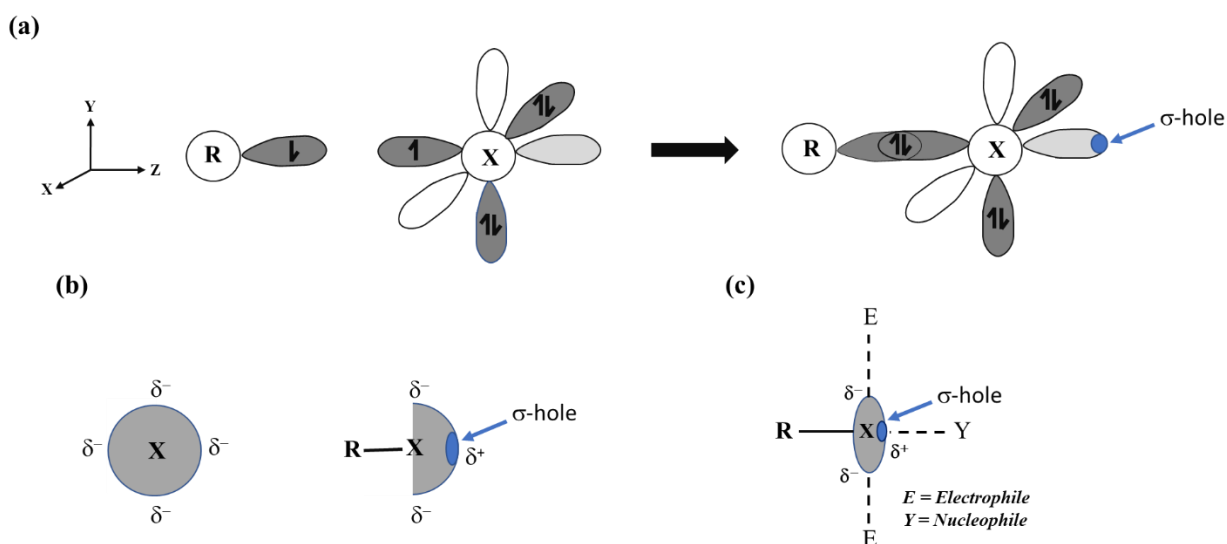 (a)
Y
X
Z
R
X
R
X
σ-hole
(b)
(c)
δ⁻
δ⁻
X
δ⁻
δ⁻
δ⁻
R
X
σ-hole
δ⁺
δ⁻
E
δ⁻
σ-hole
R
X
Y
δ⁺
δ⁻
E = Electrophile
Y = Nucleophile
E